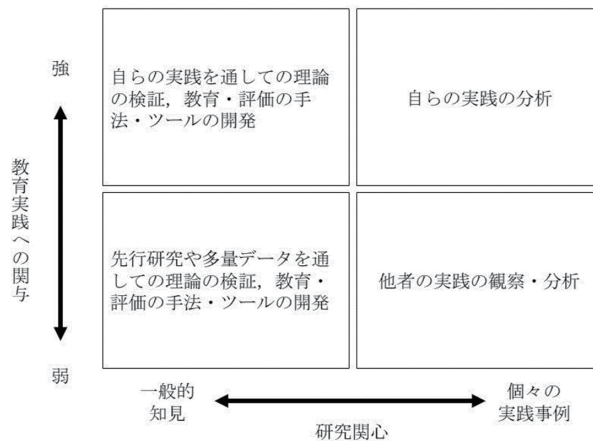 強
教育実践への関与
弱
自らの実践を通しての理論
の検証，教育・評価の手
法・ツールの開発
自らの実践の分析
先行研究や多量データを通
しての理論の検証，教育・
評価の手法・ツールの開発
他者の実践の観察・分析
一般的
知見
個々の
実践事例
研究関心